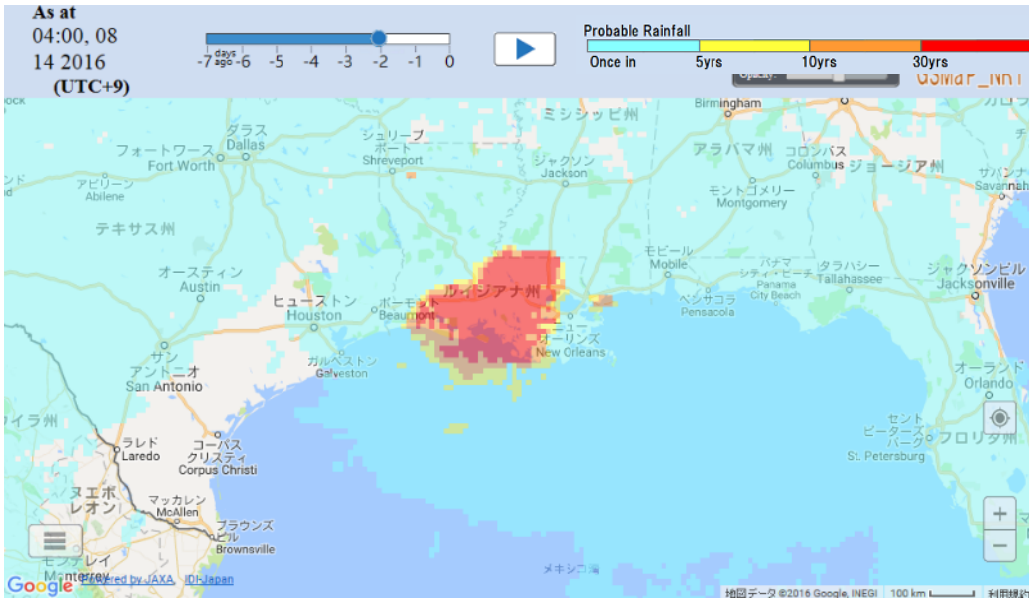 As at
04:00, 08
14 2016
(UTC+9)
-7 days ago -6 -5 -4 -3 -2 -1 0
Probable Rainfall
Once in 5yrs 10yrs 30yrs
Opacity:
GSMaP_NRT
Birmingham
ミシシッピ州
ダラス
Dallas
フォートワース
Fort Worth
シュリーブ
ポート
Shreveport
ジャクソン
Jackson
アラバマ州
コロンバス
Columbus
ジョージア州
サバンナ
Savannah
アビリーン
Abilene
モントゴメリー
Montgomery
テキサス州
オースティン
Austin
ヒューストン
Houston
ボーモント
Beaumont
ルイジアナ州
モビール
Mobile
ペンサコラ
Pensacola
パナマ
シティ・ビーチ
Panama
City Beach
タラハシー
Tallahassee
ジャクソンビル
Jacksonville
ニュー
オーリンズ
New Orleans
ガルベストン
Galveston
サン
アントニオ
San Antonio
オーランド
Orlando
イラ州
ラレド
Laredo
コーパス
クリスティ
Corpus Christi
セント
ピーターズ
バーグ
St. Petersburg
フロリダ州
ヌエボ
レオン
マッカレン
McAllen
ブラウンズ
ビル
Brownsville
モンテレイ
Monterrey
メキシコ湾
Google
Powered by JAXA, IDI-Japan
地図データ ©2016 Google, INEGI
100 km
利用規約